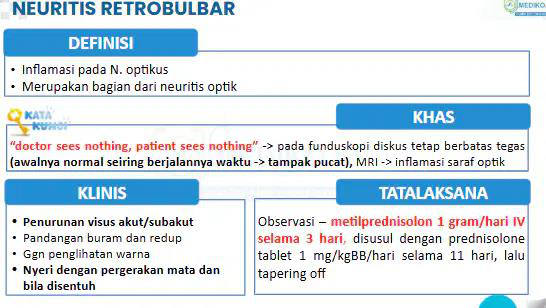 NEURITIS RETROBULBAR
MEDIKO
DEFINISI
• Inflamasi pada N. optikus
• Merupakan bagian dari neuritis optik
KATA
KUNCI
KHAS
“doctor sees nothing, patient sees nothing” -> pada funduskopi diskus tetap berbatas tegas
(awalnya normal seiring berjalannya waktu -> tampak pucat), MRI -> inflamasi saraf optik
KLINIS
• Penurunan visus akut/subakut
• Pandangan buram dan redup
• Ggn penglihatan warna
• Nyeri dengan pergerakan mata dan
bila disentuh
TATALAKSANA
Observasi – metilprednisolon 1 gram/hari IV
selama 3 hari, disusul dengan prednisolone
tablet 1 mg/kgBB/hari selama 11 hari, lalu
tapering off